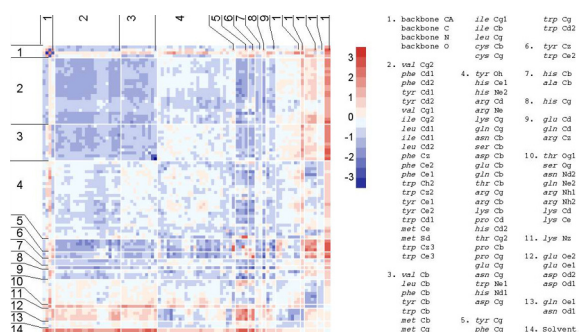 1 2 3 4 5 6 7 8 9 1 1 1 1 1
1
2
3
4
5
6
7
8
9
10
11
12
13
14
3
2
1
0
-1
-2
-3
1. backbone CA
backbone C
backbone N
backbone O
2. val Cg2
phe Cd1
phe Cd2
tyr Cd1
tyr Cd2
val Cg1
ile Cg2
leu Cd1
leu Cd2
phe Cz
phe Ce2
phe Ce1
trp Ch2
trp Cz2
tyr Ce1
tyr Ce2
trp Cd1
met Ce
met Sd
trp Cz3
trp Ce3
3. val Cb
leu Cb
phe Cb
tyr Cb
trp Cb
met Cb
met Cg
ile Cg1
ile Cb
leu Cg
cys Cb
cys Cg
4. tyr Oh
his Ce1
his Ne2
arg Cd
arg Ne
lys Cg
gln Cg
asn Cb
ser Cb
asp Cb
glu Cb
gln Cb
thr Cb
arg Cg
arg Cb
lys Cb
pro Cd
his Cd2
thr Cg2
pro Cb
pro Cg
glu Cg
trp Ne1
his Nd1
asn Cg
asp Cg
5. tyr Cg
phe Cg
trp Cg
trp Cd2
6. tyr Cz
trp Ce2
7. his Cb
ala Cb
8. his Cg
9. glu Cd
gln Cd
arg Cz
10. thr Og1
ser Og
asn Nd2
gln Ne2
arg Nh1
arg Nh2
lys Cd
lys Ce
11. lys Nz
12. glu Oe2
glu Oe1
asp Od2
asp Od1
13. gln Oe1
asn Od1
14. Solvent